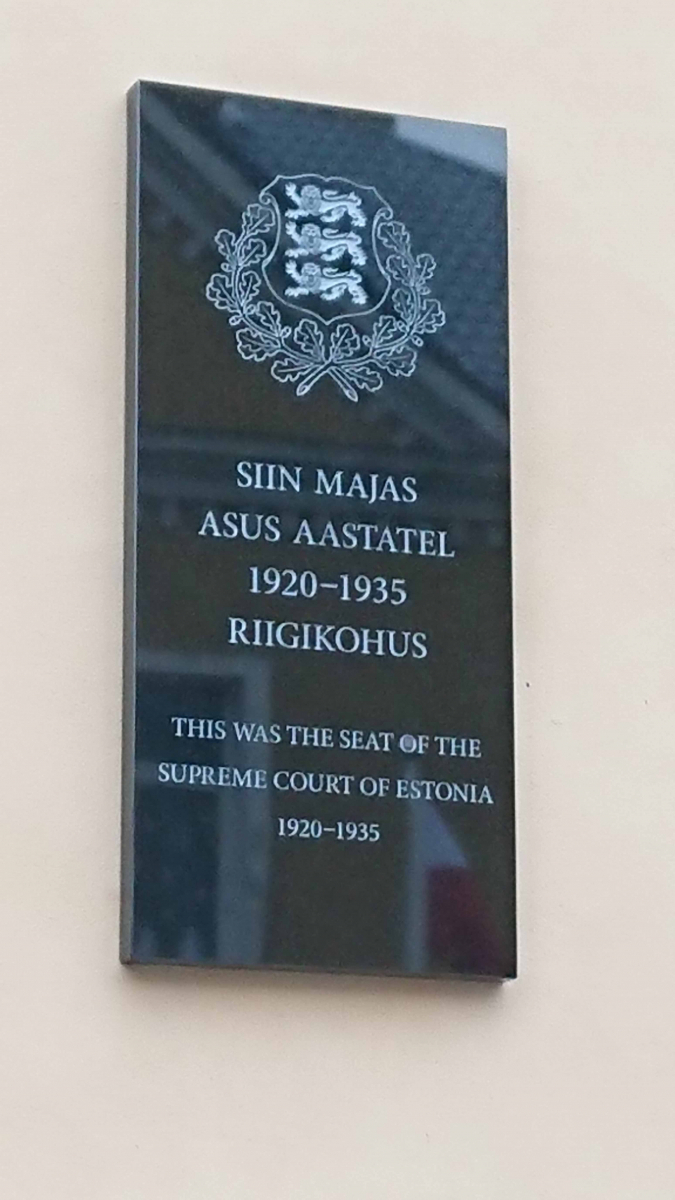 SIIN MAJAS
ASUS AASTATEL
1920–1935
RIIGIKOHUS
THIS WAS THE SEAT OF THE
SUPREME COURT OF ESTONIA
1920–1935